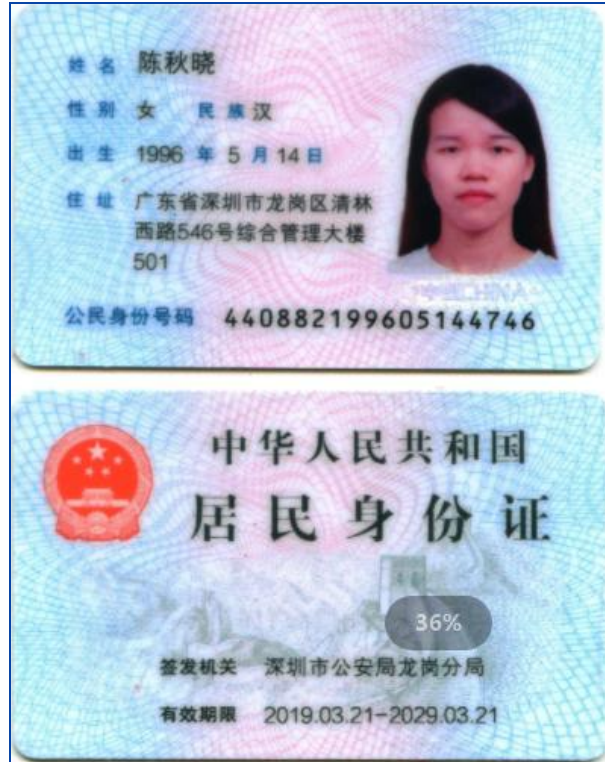 姓名 陈秋晓
性别 女 民族 汉
出生 1996 年 5 月 14 日
住址 广东省深圳市龙岗区清林
西路546号综合管理大楼
501
公民身份号码 440882199605144746
中华人民共和国
居民身份证
36%
签发机关 深圳市公安局龙岗分局
有效期限 2019.03.21-2029.03.21